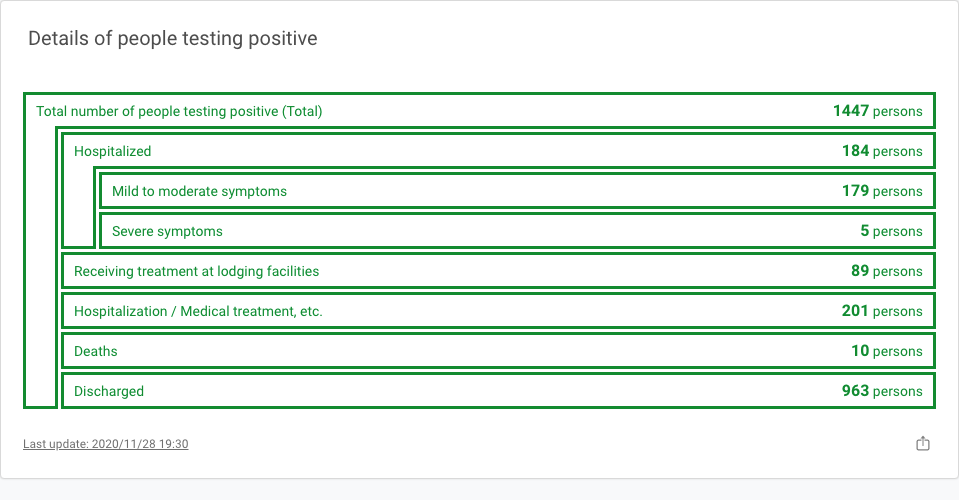 Details of people testing positive
Total number of people testing positive (Total) 1447 persons
Hospitalized 184 persons
Mild to moderate symptoms 179 persons
Severe symptoms 5 persons
Receiving treatment at lodging facilities 89 persons
Hospitalization / Medical treatment, etc. 201 persons
Deaths 10 persons
Discharged 963 persons
Last update: 2020/11/28 19:30